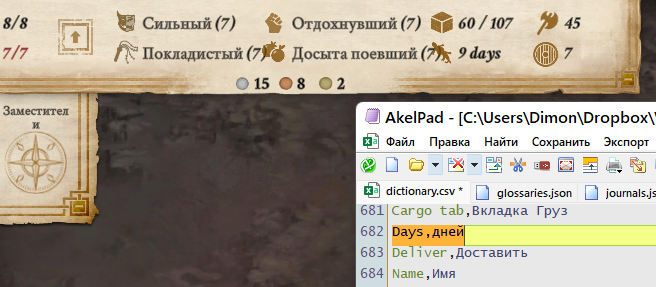 8/8 Сильный (7) Отдохнувший (7) 60 / 107 45
7/7 Покладистый (7) Досыта поевший (7) 9 days 7
15 8 2
Заместител
и
AkelPad - [C:\Users\Dimon\Dropbox\
Файл Правка Найти Сохранить Экспорт
dictionary.csv * glossaries.json journals.js
681 Cargo tab,Вкладка Груз
682 Days,дней
683 Deliver,Доставить
684 Name,Имя